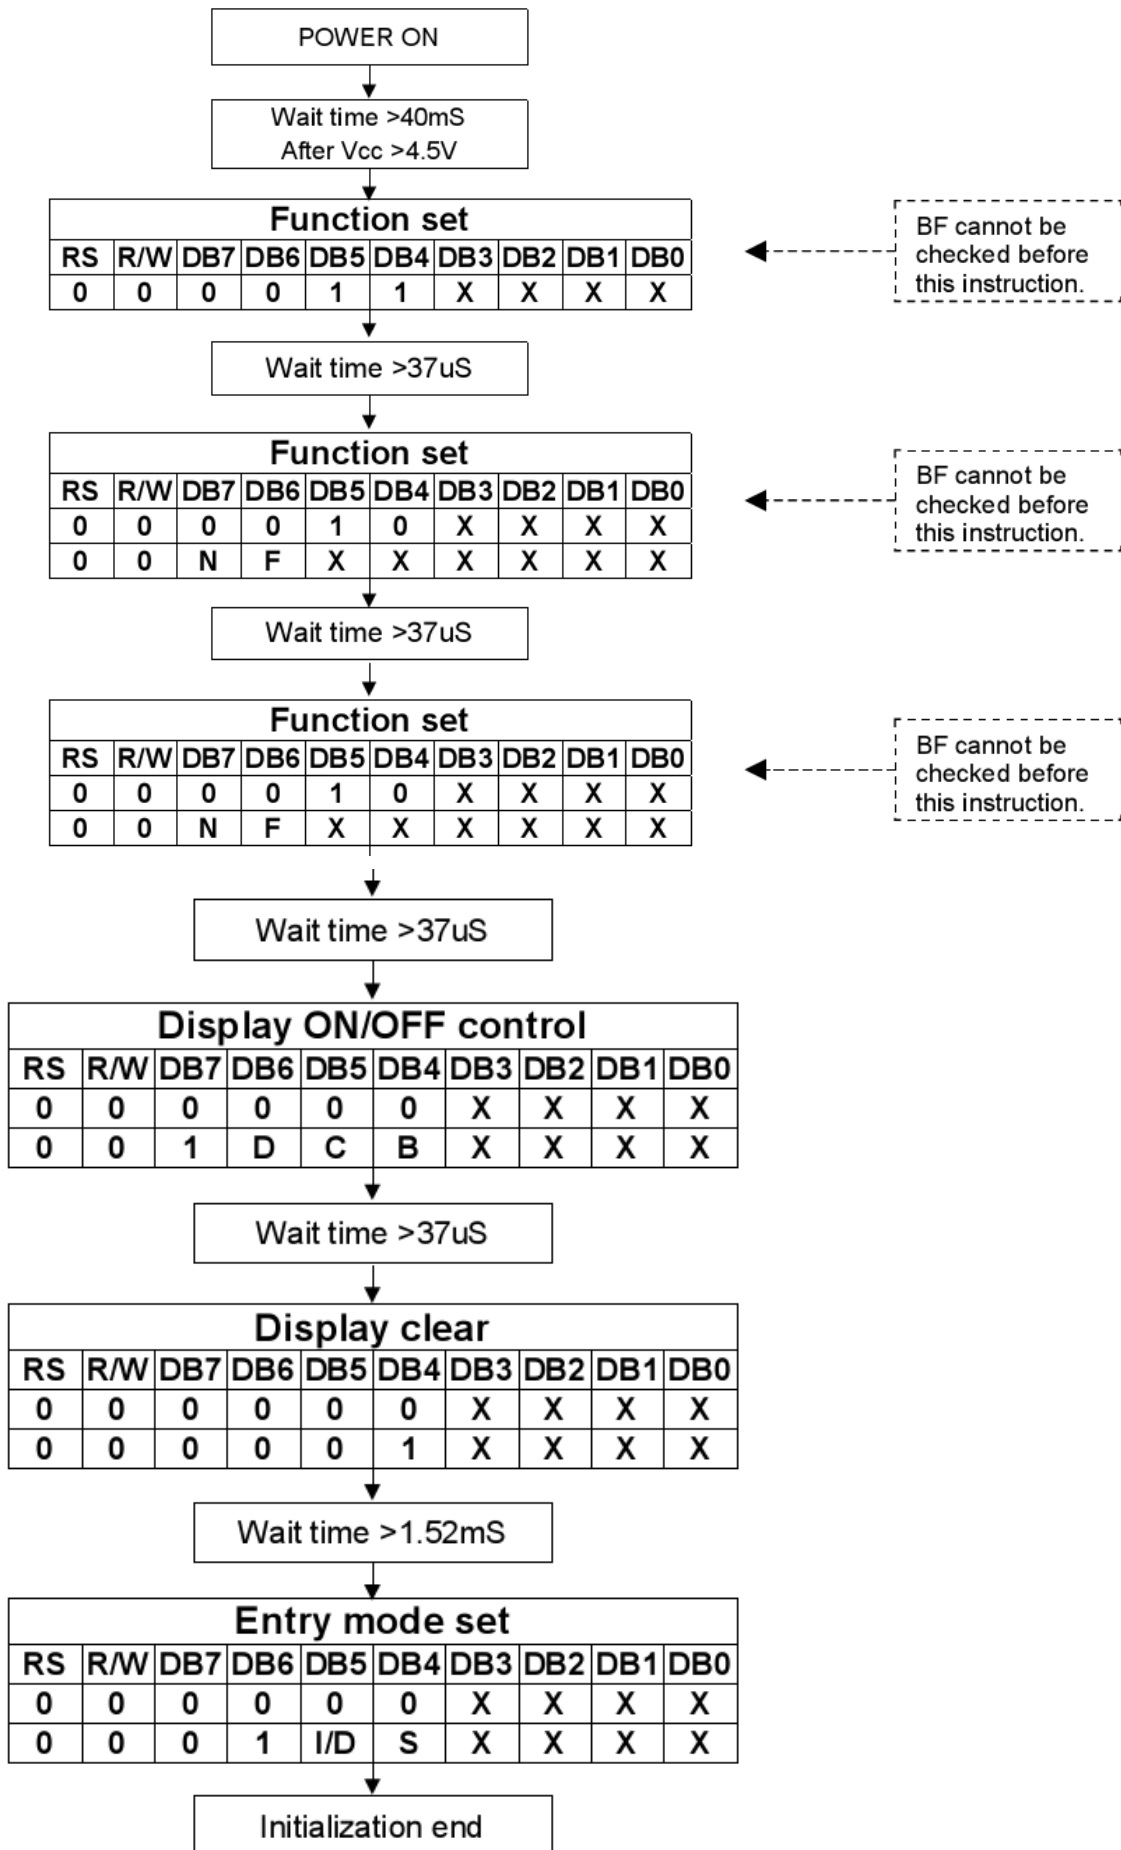 POWER ON
Wait time >40mS
After Vcc >4.5V
Function set
RS R/W DB7 DB6 DB5 DB4 DB3 DB2 DB1 DB0
0 0 0 0 1 1 X X X X
BF cannot be
checked before
this instruction.
Wait time >37uS
Function set
RS R/W DB7 DB6 DB5 DB4 DB3 DB2 DB1 DB0
0 0 0 0 1 0 X X X X
0 0 N F X X X X X X
BF cannot be
checked before
this instruction.
Wait time >37uS
Function set
RS R/W DB7 DB6 DB5 DB4 DB3 DB2 DB1 DB0
0 0 0 0 1 0 X X X X
0 0 N F X X X X X X
BF cannot be
checked before
this instruction.
Wait time >37uS
Display ON/OFF control
RS R/W DB7 DB6 DB5 DB4 DB3 DB2 DB1 DB0
0 0 0 0 0 0 X X X X
0 0 1 D C B X X X X
Wait time >37uS
Display clear
RS R/W DB7 DB6 DB5 DB4 DB3 DB2 DB1 DB0
0 0 0 0 0 0 X X X X
0 0 0 0 0 1 X X X X
Wait time >1.52mS
Entry mode set
RS R/W DB7 DB6 DB5 DB4 DB3 DB2 DB1 DB0
0 0 0 0 0 0 X X X X
0 0 0 1 I/D S X X X X
Initialization end